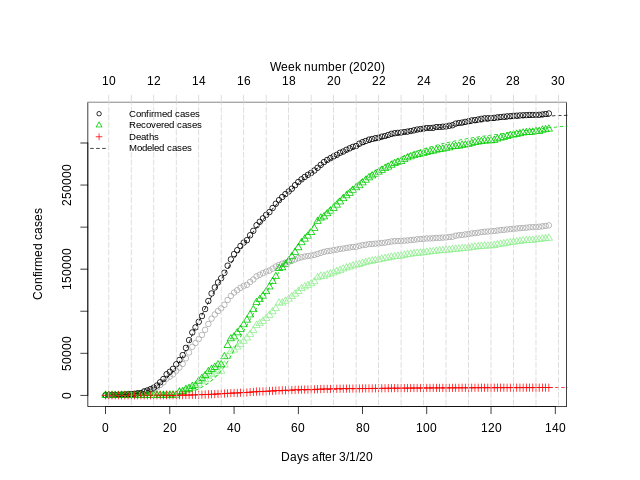 Week number (2020)
10 12 14 16 18 20 22 24 26 28 30
Confirmed cases
Recovered cases
Deaths
Modeled cases
Confirmed cases
0 50000 150000 250000
0 20 40 60 80 100 120 140
Days after 3/1/20